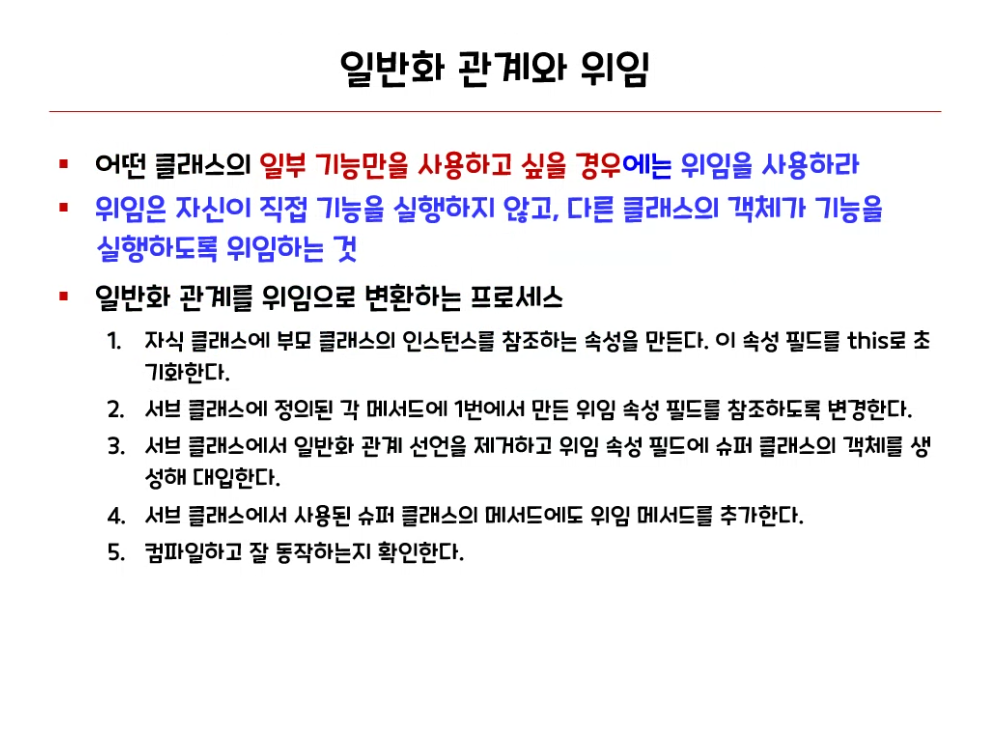 일반화 관계와 위임
▪ 어떤 클래스의 일부 기능만을 사용하고 싶을 경우에는 위임을 사용하라
▪ 위임은 자신이 직접 기능을 실행하지 않고, 다른 클래스의 객체가 기능을
실행하도록 위임하는 것
▪ 일반화 관계를 위임으로 변환하는 프로세스
1. 자식 클래스에 부모 클래스의 인스턴스를 참조하는 속성을 만든다. 이 속성 필드를 this로 초
기화한다.
2. 서브 클래스에 정의된 각 메서드에 1번에서 만든 위임 속성 필드를 참조하도록 변경한다.
3. 서브 클래스에서 일반화 관계 선언을 제거하고 위임 속성 필드에 슈퍼 클래스의 객체를 생
성해 대입한다.
4. 서브 클래스에서 사용된 슈퍼 클래스의 메서드에도 위임 메서드를 추가한다.
5. 컴파일하고 잘 동작하는지 확인한다.